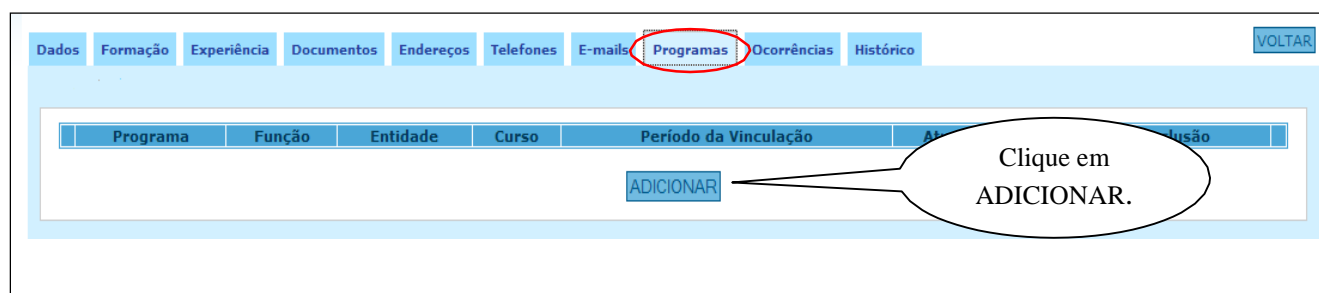 Dados Formação Experiência Documentos Endereços Telefones E-mails Programas Ocorrências Histórico VOLTAR
Programa Função Entidade Curso Período da Vinculação
Clique em
ADICIONAR
ADICIONAR.